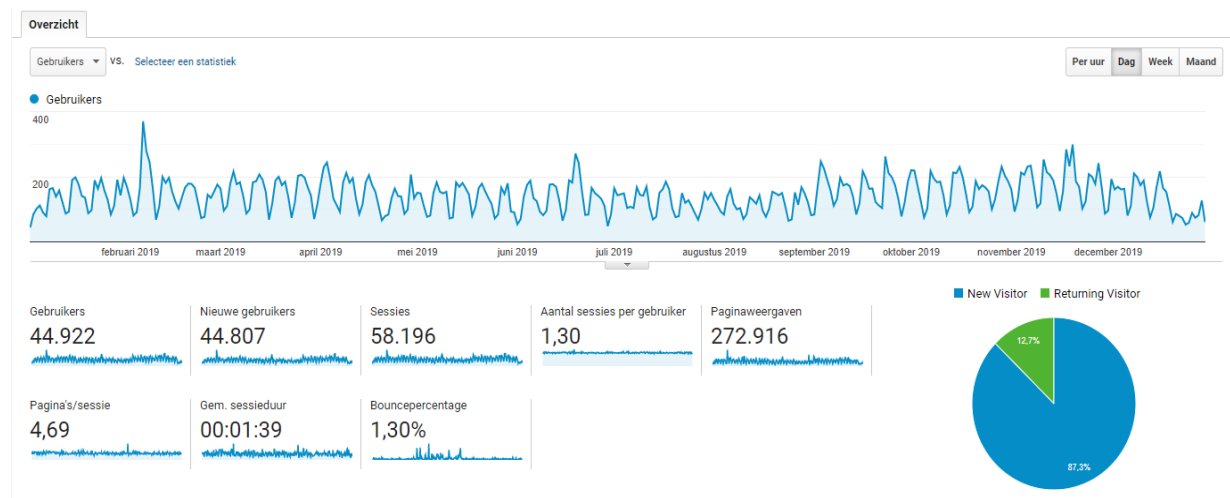 Overzicht
Gebruikers VS. Selecteer een statistiek
Per uur Dag Week Maand
Gebruikers
400
200
februari 2019 maart 2019 april 2019 mei 2019 juni 2019 juli 2019 augustus 2019 september 2019 oktober 2019 november 2019 december 2019
New Visitor Returning Visitor
Gebruikers Nieuwe gebruikers Sessies Aantal sessies per gebruiker Paginaweergaven
44.922 44.807 58.196 1,30 272.916
12,7%
Pagina's/sessie Gem. sessieduur Bouncepercentage
4,69 00:01:39 1,30%
87,3%